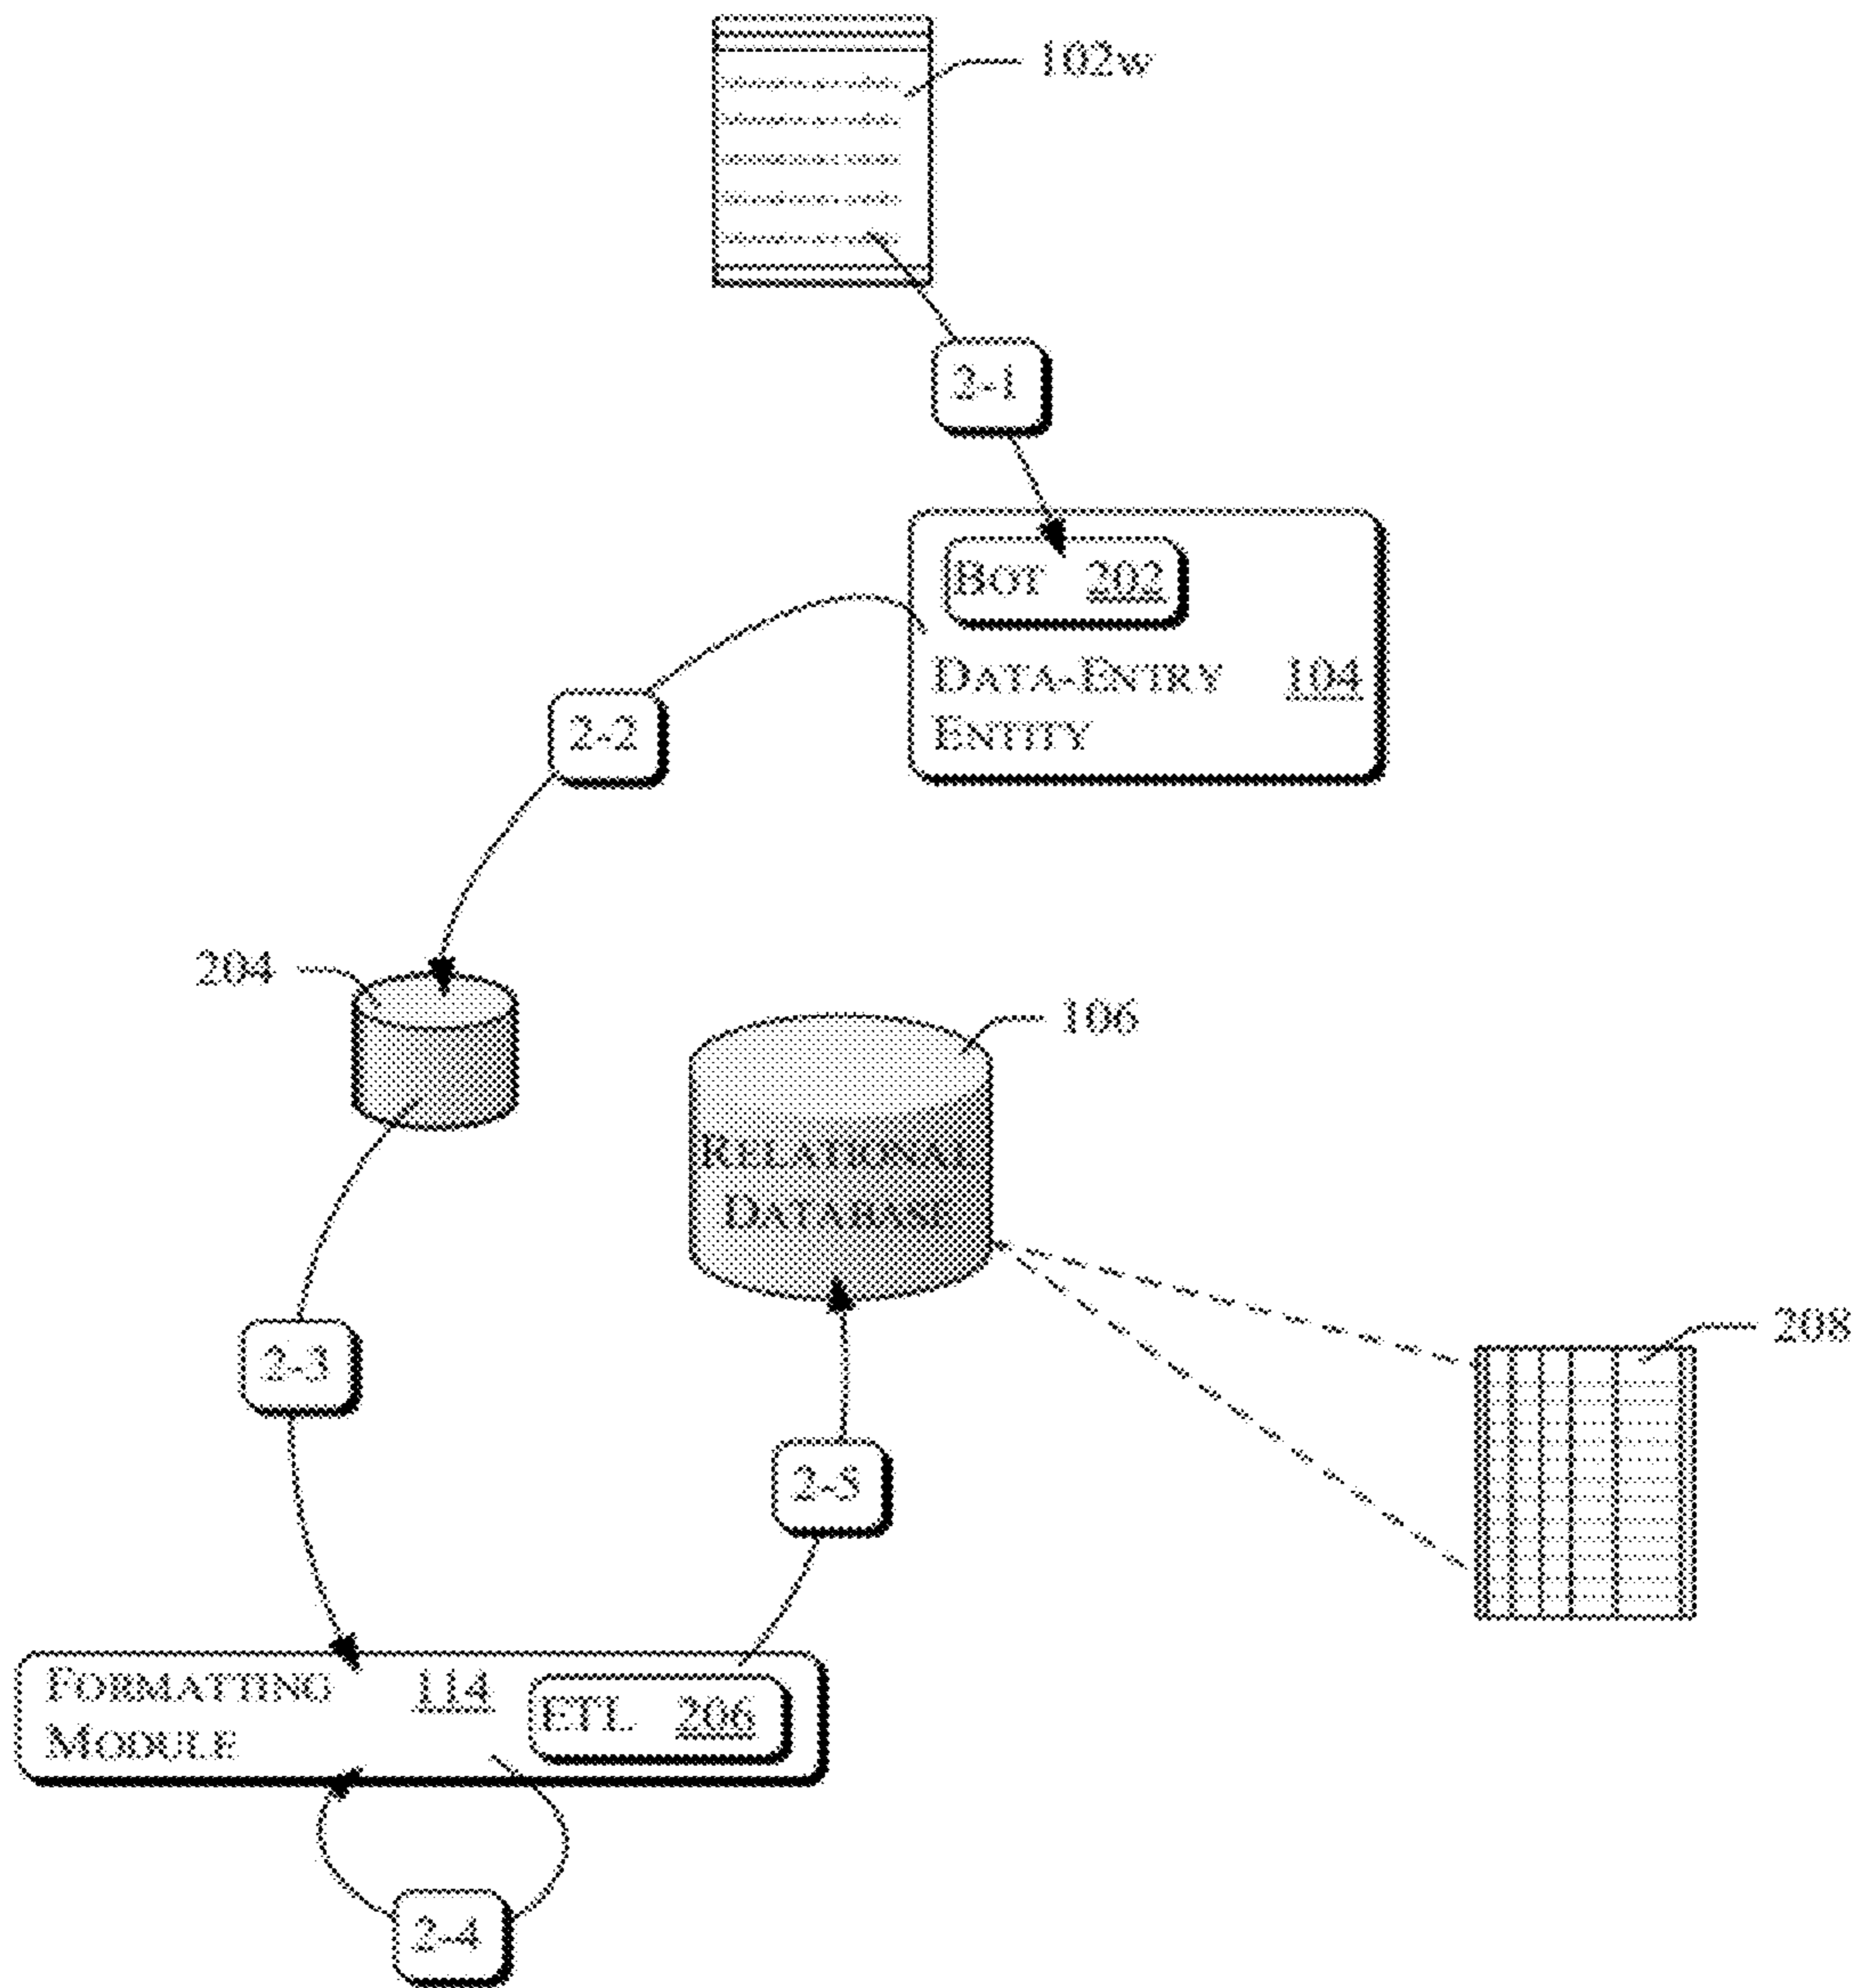 102w
2-1
BOT 202
DATA-ENTRY 104
ENTITY
2-2
204
106
RELATIONAL
DATABASE
208
2-3
2-5
FORMATTING 114
MODULE
ETL 206
2-4